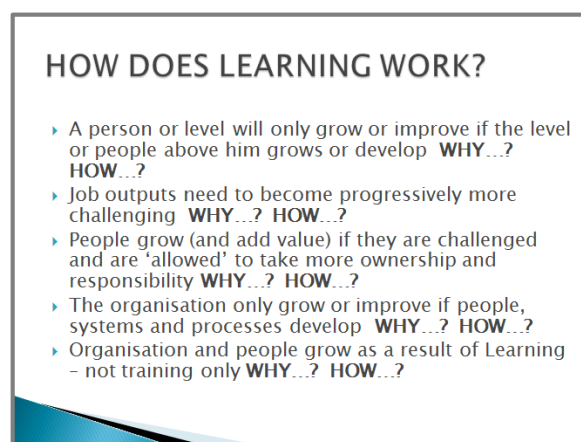 HOW DOES LEARNING WORK?
A person or level will only grow or improve if the level
or people above him grows or develop WHY...?
HOW...?
Job outputs need to become progressively more
challenging WHY...? HOW...?
People grow (and add value) if they are challenged
and are ‘allowed’ to take more ownership and
responsibility WHY...? HOW...?
The organisation only grow or improve if people,
systems and processes develop WHY...? HOW...?
Organisation and people grow as a result of Learning
– not training only WHY...? HOW...?